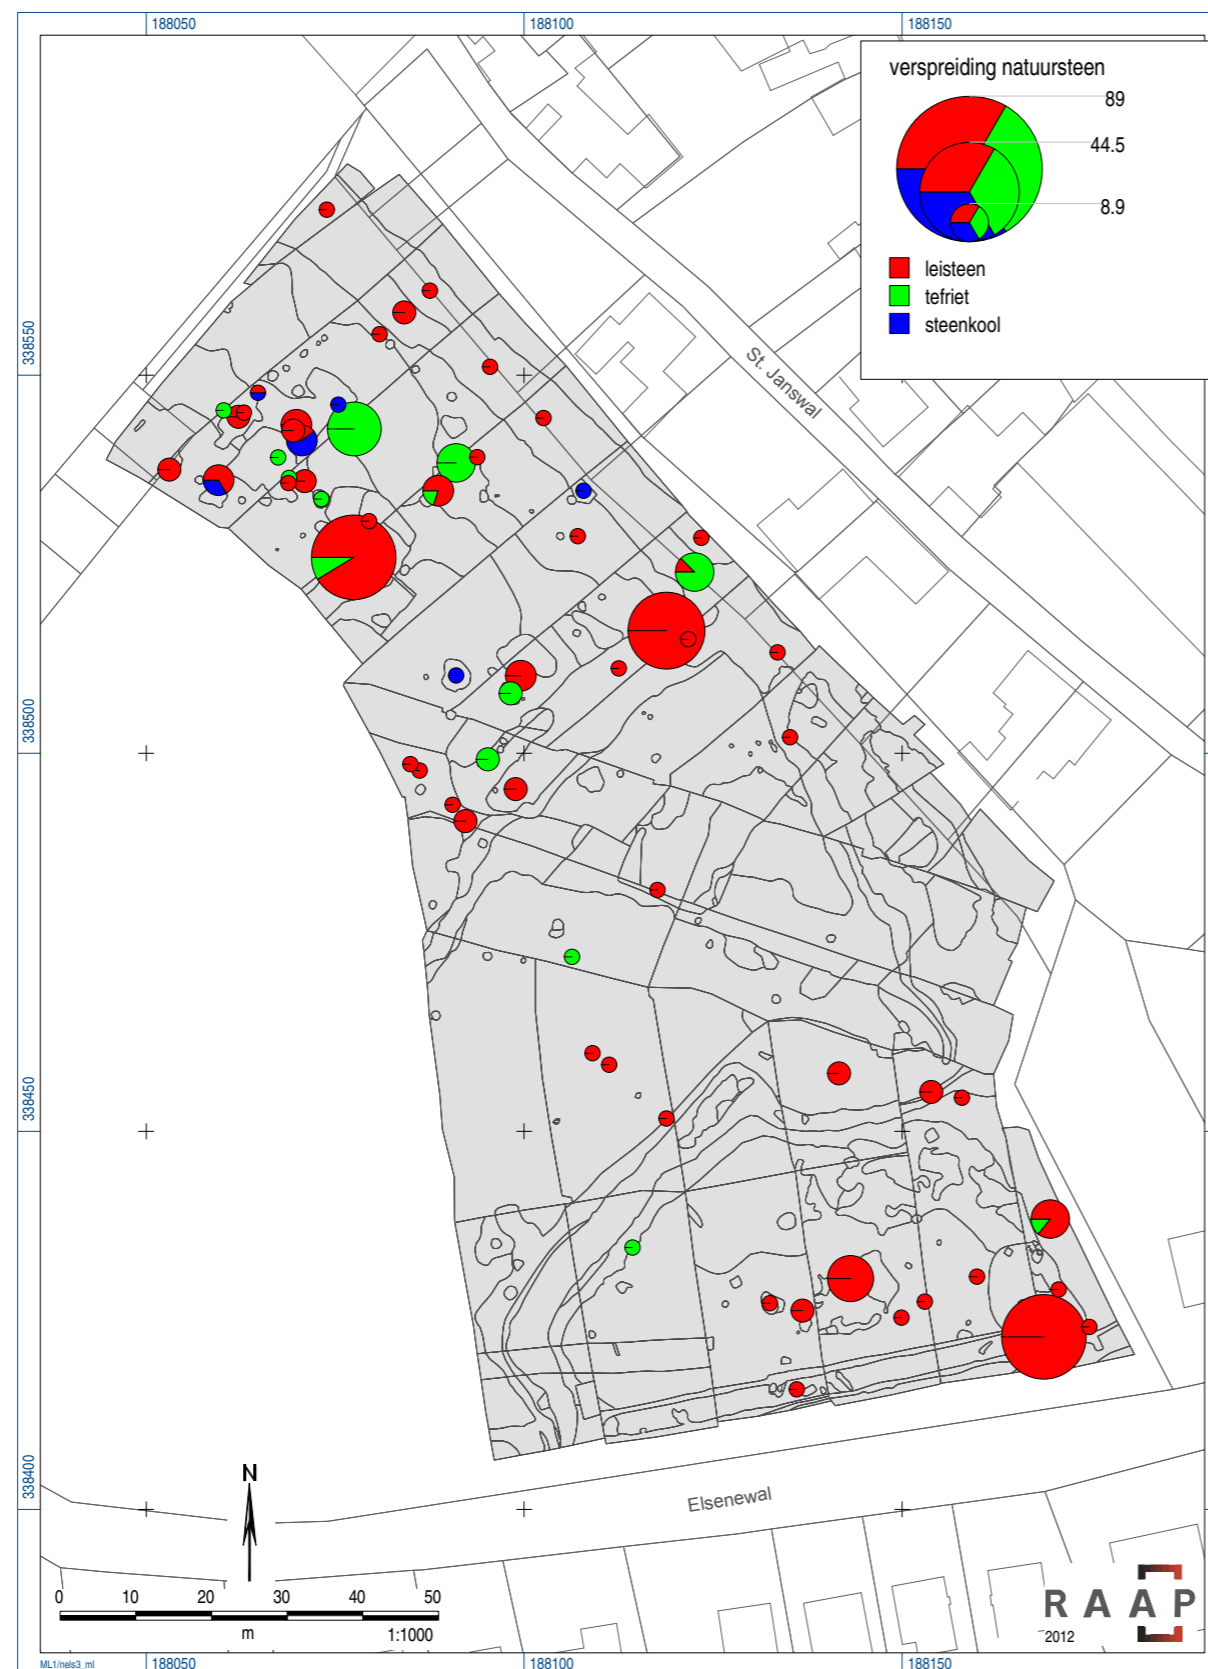 188050 188100 188150
verspreiding natuursteen
89
44.5
8.9
leisteen
tefriet
steenkool
338550
St. Janswal
338500
338450
338400
Elsenewal
N
0 10 20 30 40 50
m 1:1000
RAAP
2012
ML1/nels3_ml
188050 188100 188150